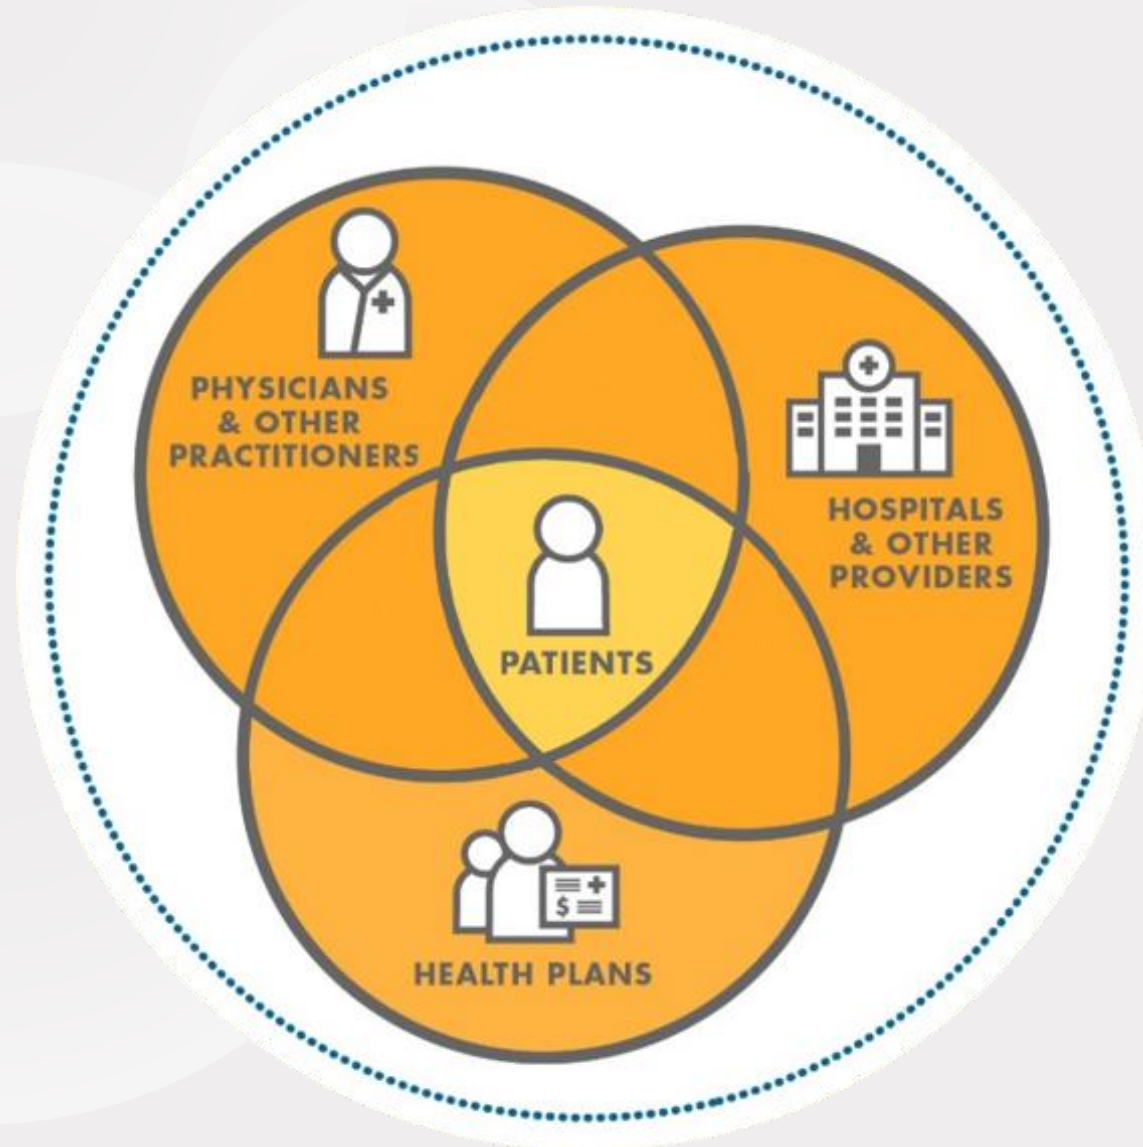 PHYSICIANS
& OTHER
PRACTITIONERS
HOSPITALS
& OTHER
PROVIDERS
PATIENTS
$
HEALTH PLANS